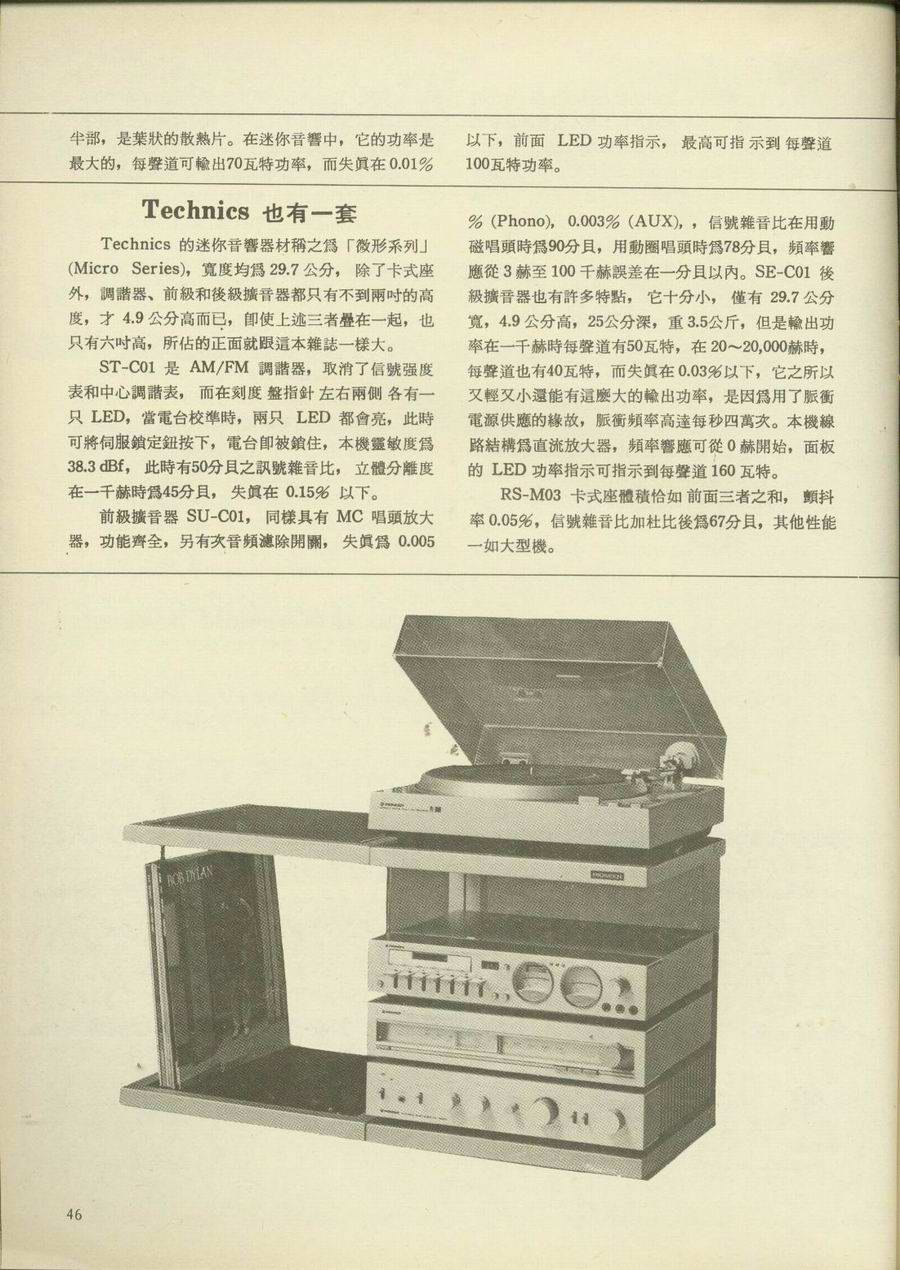 半部，是葉狀的散熱片。在迷你音響中，它的功率是
最大的，每聲道可輸出70瓦特功率，而失眞在 0.01%
以下，前面 LED 功率指示， 最高可指 示到 每聲道
100瓦特功率。
Technics 也有一套
Technics 的迷你音響器材稱之爲「微形系列」
(Micro Series)，寬度均爲 29.7 公分， 除了卡式座
外，調諧器、前級和後級擴音器都只有不到兩吋的高
度，才 4.9 公分高而已，卽使上述三者疊在一起，也
只有六吋高，所佔的正面就跟這本雜誌一樣大。
ST-C01 是 AM/FM 調諧器，取消了信號强度
表和中心調諧表， 而在刻度 盤指針 左右兩側 各有一
只 LED，當電台校準時，兩只 LED 都會亮，此時
可將伺服鎖定鈕按下，電台卽被鎖住，本機靈敏度爲
38.3 dBf， 此時有50分貝之訊號雜音比， 立體分離度
在一千赫時爲45分貝， 失眞在 0.15% 以下。
前級擴音器 SU-C01， 同樣具有 MC 唱頭放大
器，功能齊全，另有次音頻濾除開關， 失眞爲 0.005
% (Phono)， 0.003% (AUX)，，信號雜音比在用動
磁唱頭時爲90分貝，用動圈唱頭時爲78分貝，頻率響
應從 3 赫至 100 千赫誤差在一分貝以內。SE-C01 後
級擴音器也有許多特點， 它十分小， 僅有 29.7 公分
寬，4.9 公分高，25公分深，重 3.5公斤，但是輸出功
率在一千赫時每聲道有50瓦特，在 20～20,000赫時，
每聲道也有40瓦特，而失眞在 0.03%以下，它之所以
又輕又小還能有這麼大的輸出功率，是因爲用了脈衝
電源供應的緣故，脈衝頻率高達每秒四萬次。本機線
路結構爲直流放大器，頻率響應可從 0 赫開始，面板
的 LED 功率指示可指示到每聲道 160 瓦特。
RS-M03 卡式座體積恰如 前面三者之和， 顫抖
率 0.05%，信號雜音比加杜比後爲67分貝，其他性能
一如大型機。
PIONEER
BOB DYLAN
PIONEER
PIONEER
PIONEER
PIONEER
46